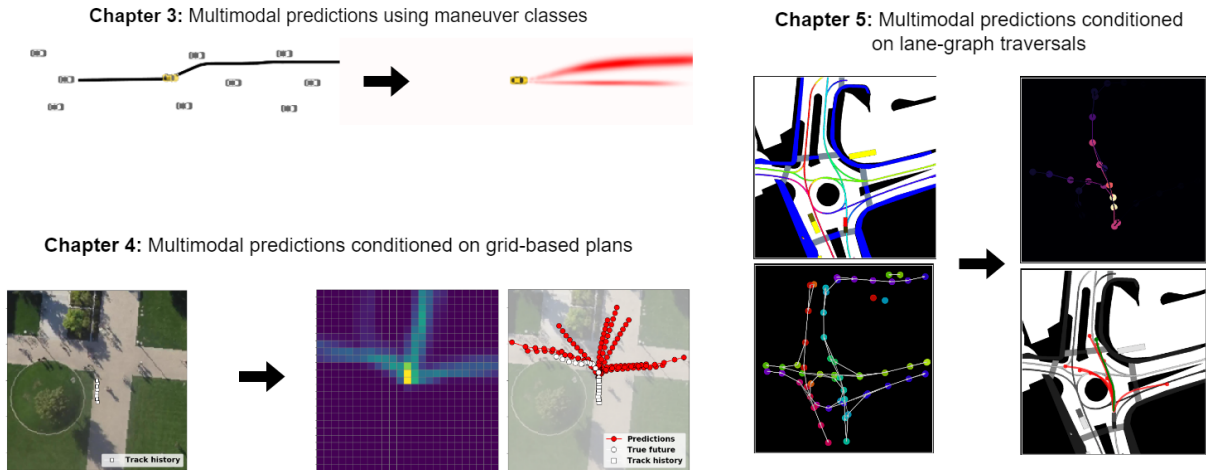 Chapter 3: Multimodal predictions using maneuver classes
Chapter 4: Multimodal predictions conditioned on grid-based plans
Track history
Predictions
True future
Track history
Chapter 5: Multimodal predictions conditioned
on lane-graph traversals